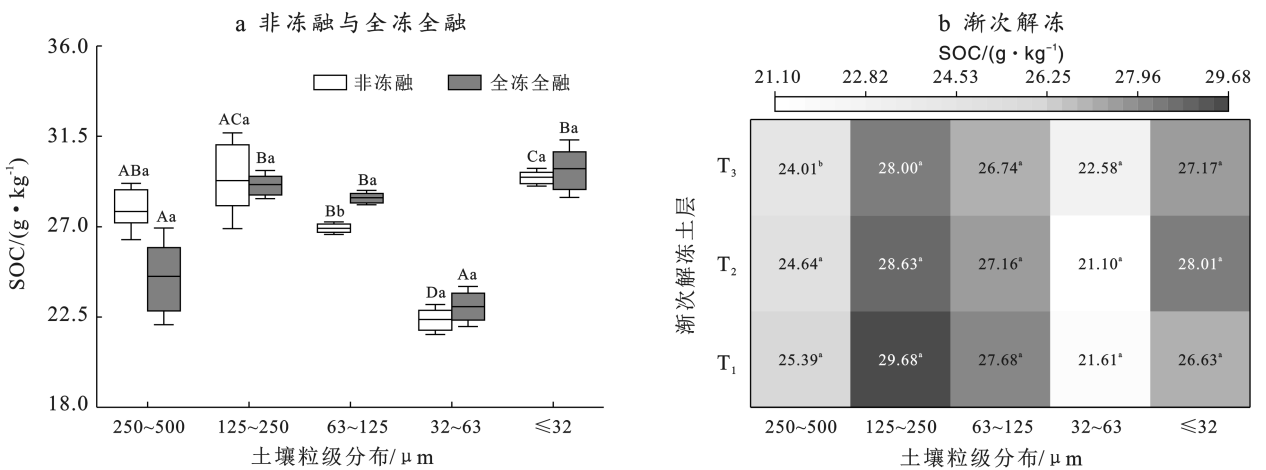 a 非冻融与全冻全融
SOC/(g·kg⁻¹)
36.0
31.5
27.0
22.5
18.0
非冻融 全冻全融
ABa Aa ACa Ba Bb Ba Da Aa Ca Ba
250~500 125~250 63~125 32~63 ≤32
土壤粒级分布/μm
b 渐次解冻
SOC/(g·kg⁻¹)
21.10 22.82 24.53 26.25 27.96 29.68
渐次解冻土层
T₃ 24.01ᵇ 28.00ᵃ 26.74ᵃ 22.58ᵃ 27.17ᵃ
T₂ 24.64ᵃ 28.63ᵃ 27.16ᵃ 21.10ᵃ 28.01ᵃ
T₁ 25.39ᵃ 29.68ᵃ 27.68ᵃ 21.61ᵃ 26.63ᵃ
250~500 125~250 63~125 32~63 ≤32
土壤粒级分布/μm